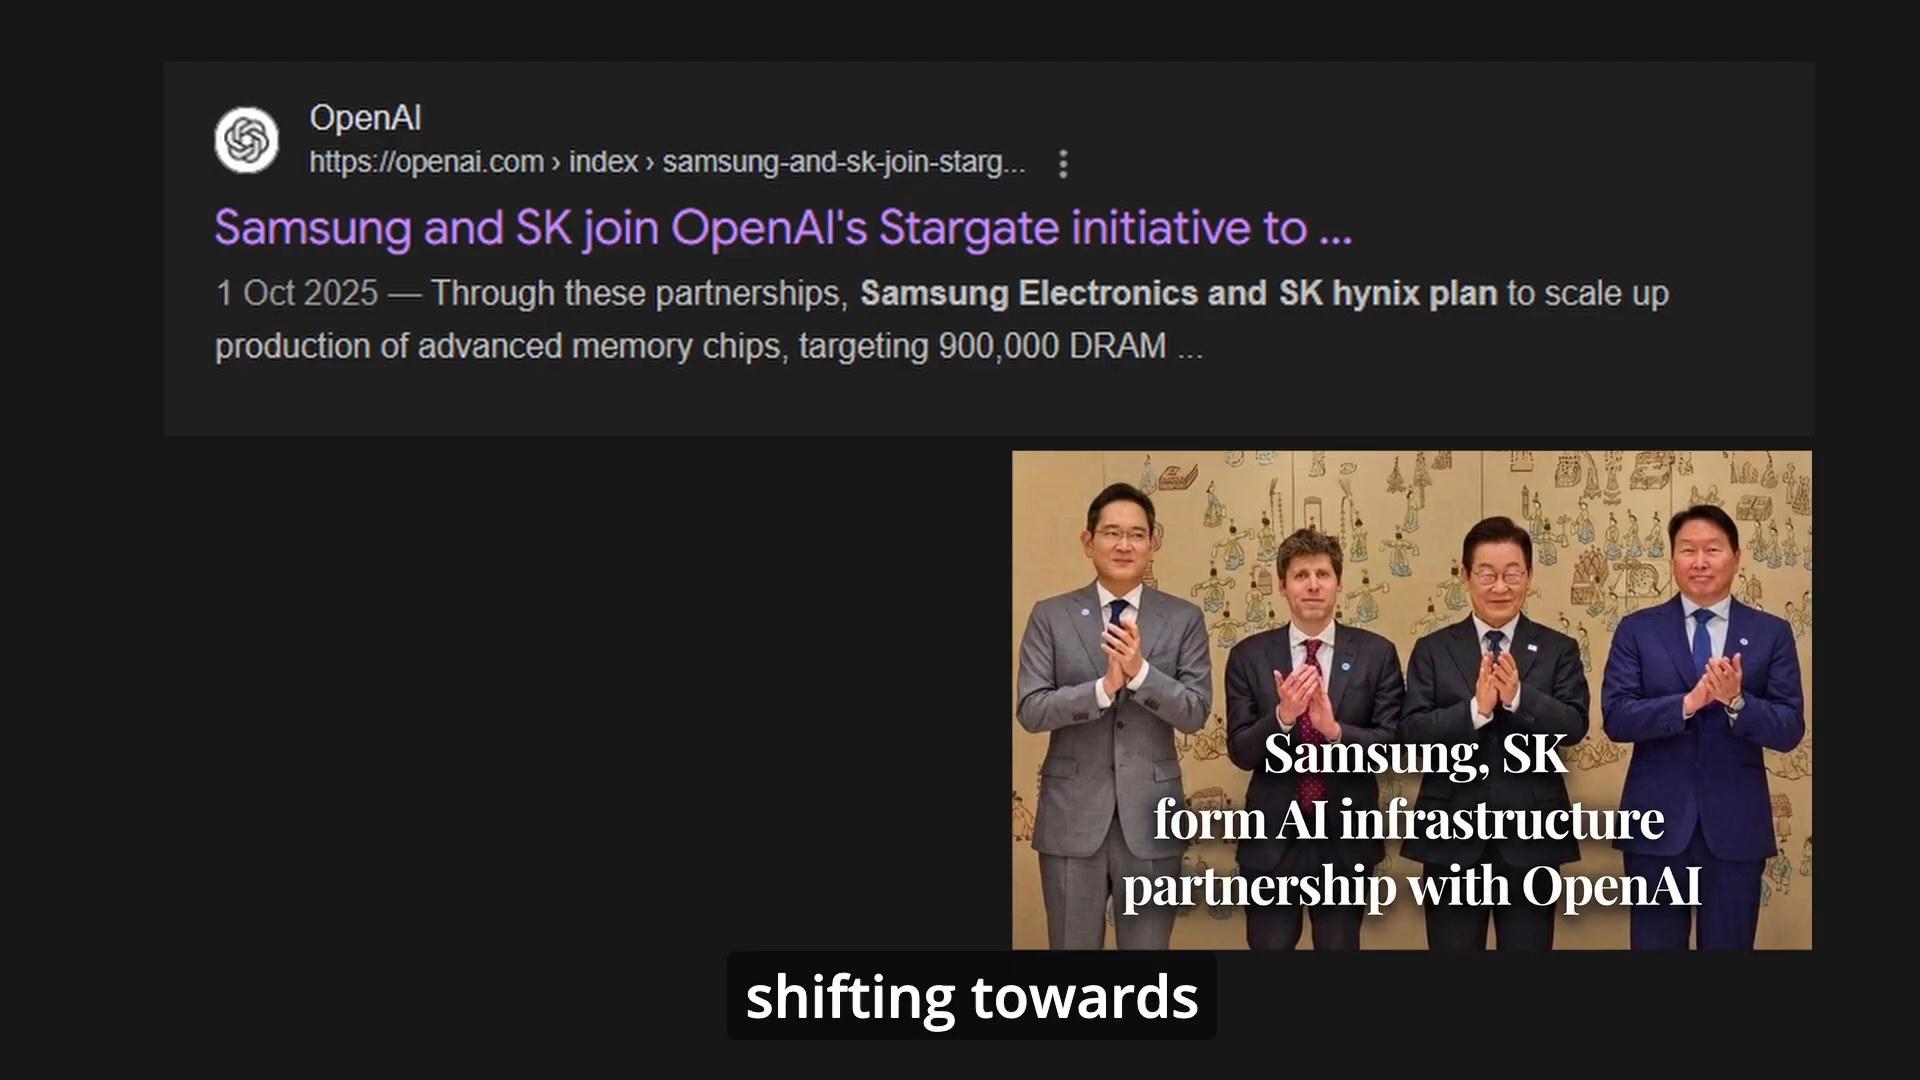 OpenAI
https://openai.com › index › samsung-and-sk-join-starg...
Samsung and SK join OpenAI's Stargate initiative to ...
1 Oct 2025 — Through these partnerships, Samsung Electronics and SK hynix plan to scale up
production of advanced memory chips, targeting 900,000 DRAM ...
Samsung, SK
form AI infrastructure
partnership with OpenAI
shifting towards